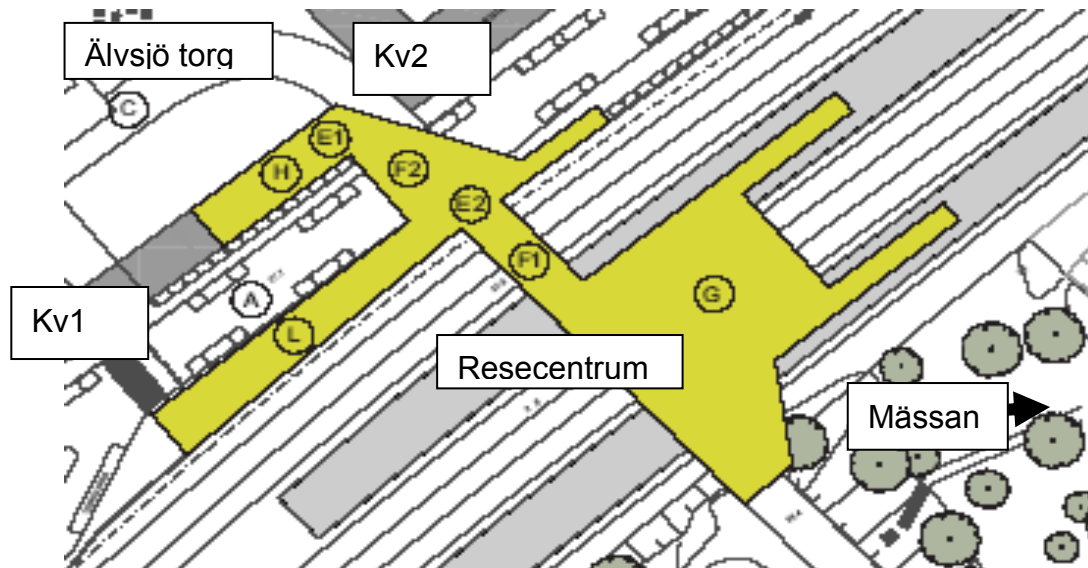 Älvsjö torg
Kv2
C
E1
H
F2
E2
F1
G
A
Kv1
L
Resecentrum
Mässan